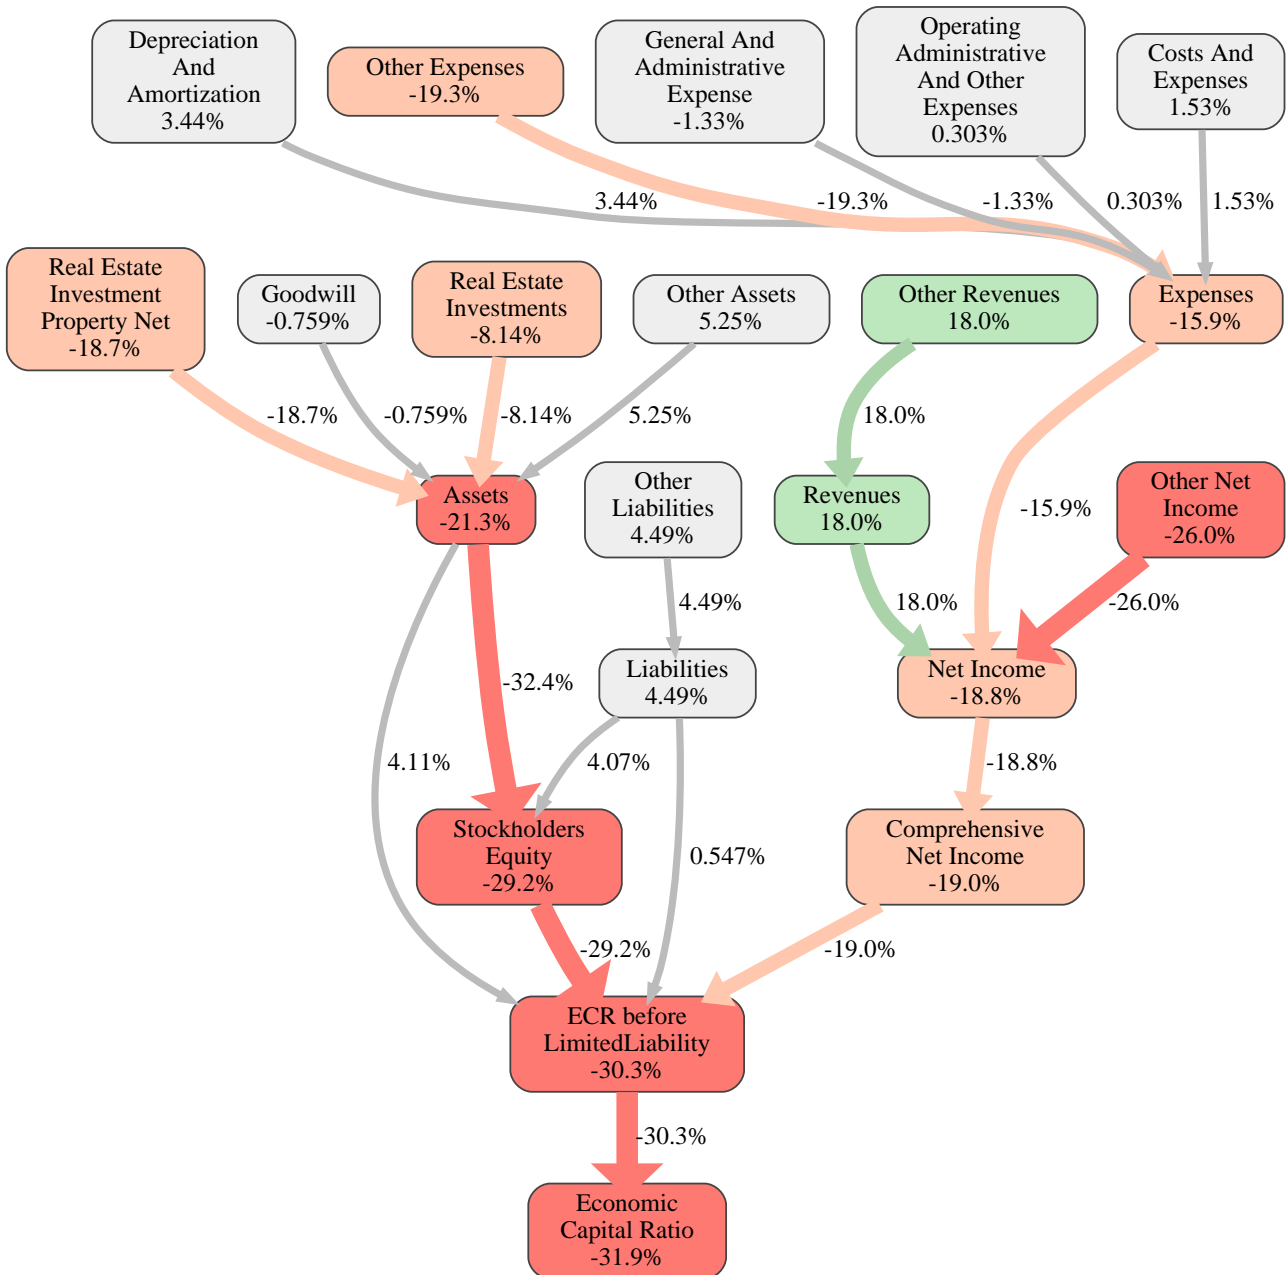 Depreciation
And
Amortization
3.44%
Other Expenses
-19.3%
General And
Administrative
Expense
-1.33%
Operating
Administrative
And Other
Expenses
0.303%
Costs And
Expenses
1.53%
3.44%
-19.3%
-1.33%
0.303%
1.53%
Real Estate
Investment
Property Net
-18.7%
Goodwill
-0.759%
Real Estate
Investments
-8.14%
Other Assets
5.25%
Other Revenues
18.0%
Expenses
-15.9%
-18.7%
-0.759%
-8.14%
5.25%
18.0%
-15.9%
Assets
-21.3%
Other
Liabilities
4.49%
Revenues
18.0%
Other Net
Income
-26.0%
4.49%
18.0%
-26.0%
-32.4%
Liabilities
4.49%
Net Income
-18.8%
4.11%
4.07%
0.547%
-18.8%
Stockholders
Equity
-29.2%
Comprehensive
Net Income
-19.0%
-29.2%
-19.0%
ECR before
LimitedLiability
-30.3%
-30.3%
Economic
Capital Ratio
-31.9%